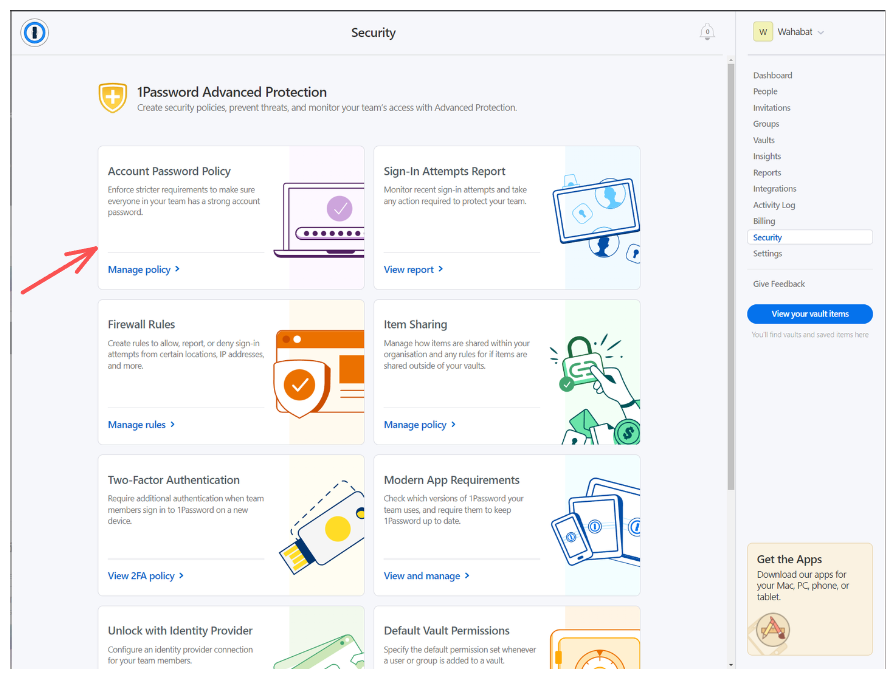 Security
0
W
Wahabat
1Password Advanced Protection
Create security policies, prevent threats, and monitor your team's access with Advanced Protection.
Account Password Policy
Enforce stricter requirements to make sure
everyone in your team has a strong account
password.
Manage policy
Sign-In Attempts Report
Monitor recent sign-in attempts and take
any action required to protect your team.
View report
Firewall Rules
Create rules to allow, report, or deny sign-in
attempts from certain locations, IP addresses,
and more.
Manage rules
Item Sharing
Manage how items are shared within your
organisation and any rules for if items are
shared outside of your vaults.
Manage policy
$
Two-Factor Authentication
Require additional authentication when team
members sign in to 1Password on a new
device.
View 2FA policy
Modern App Requirements
Check which versions of 1Password your
team uses, and require them to keep
1Password up to date.
View and manage
Unlock with Identity Provider
Configure an identity provider connection
for your team members.
Default Vault Permissions
Specify the default permission set whenever
a user or group is added to a vault.
Dashboard
People
Invitations
Groups
Vaults
Insights
Reports
Integrations
Activity Log
Billing
Security
Settings
Give Feedback
View your vault items
You'll find vaults and saved items here
Get the Apps
Download our apps for
your Mac, PC, phone, or
tablet.